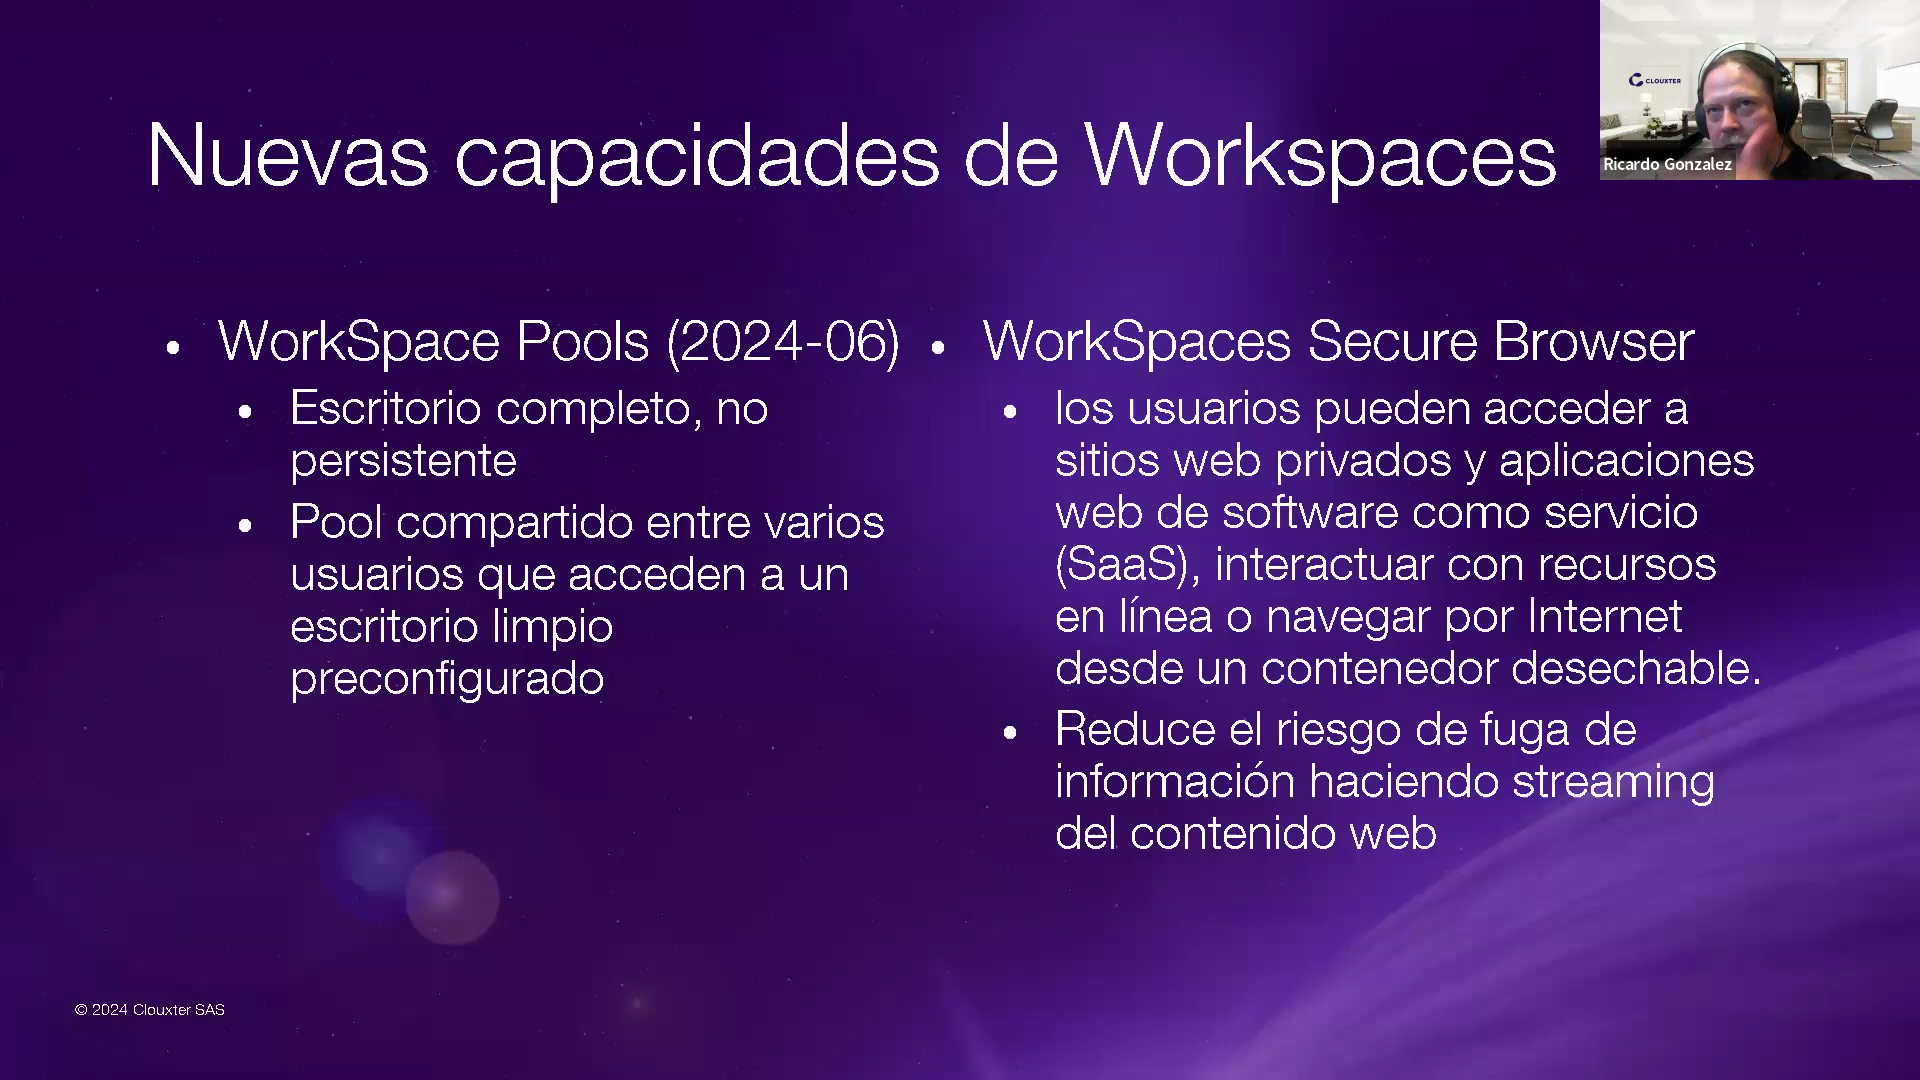 Nuevas capacidades de Workspaces
CLOUXTER
Ricardo Gonzalez
• WorkSpace Pools (2024-06)
• Escritorio completo, no
persistente
• Pool compartido entre varios
usuarios que acceden a un
escritorio limpio
preconfigurado
• WorkSpaces Secure Browser
• los usuarios pueden acceder a
sitios web privados y aplicaciones
web de software como servicio
(SaaS), interactuar con recursos
en línea o navegar por Internet
desde un contenedor desechable.
• Reduce el riesgo de fuga de
información haciendo streaming
del contenido web
© 2024 Clouxter SAS